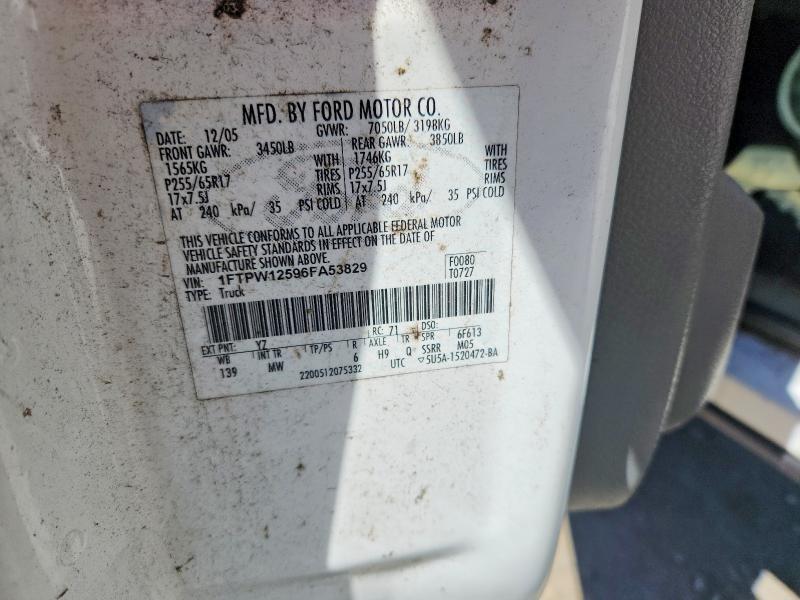 MFD. BY FORD MOTOR CO.
DATE: 12/05 GVWR: 7050LB/ 3198KG
FRONT GAWR: 3450LB REAR GAWR: 3850LB
1565KG WITH 1746KG WITH
P255/65R17 TIRES P255/65R17 TIRES
17x7.5J RIMS 17x7.5J RIMS
AT 240 kPa/ 35 PSI COLD AT 240 kPa/ 35 PSI COLD
THIS VEHICLE CONFORMS TO ALL APPLICABLE FEDERAL MOTOR
VEHICLE SAFETY STANDARDS IN EFFECT ON THE DATE OF
MANUFACTURE SHOWN ABOVE.
VIN: 1FTPW12596FA53829 F0080
TYPE: Truck T0727
EXT PNT: YZ RC: 71 DSO:
WB INT TR TP/PS R AXLE TR SPR 6F613
139 MW 6 H9 Q SSRR M05
2200512075332 UTC ▽5U5A-1520472-BA